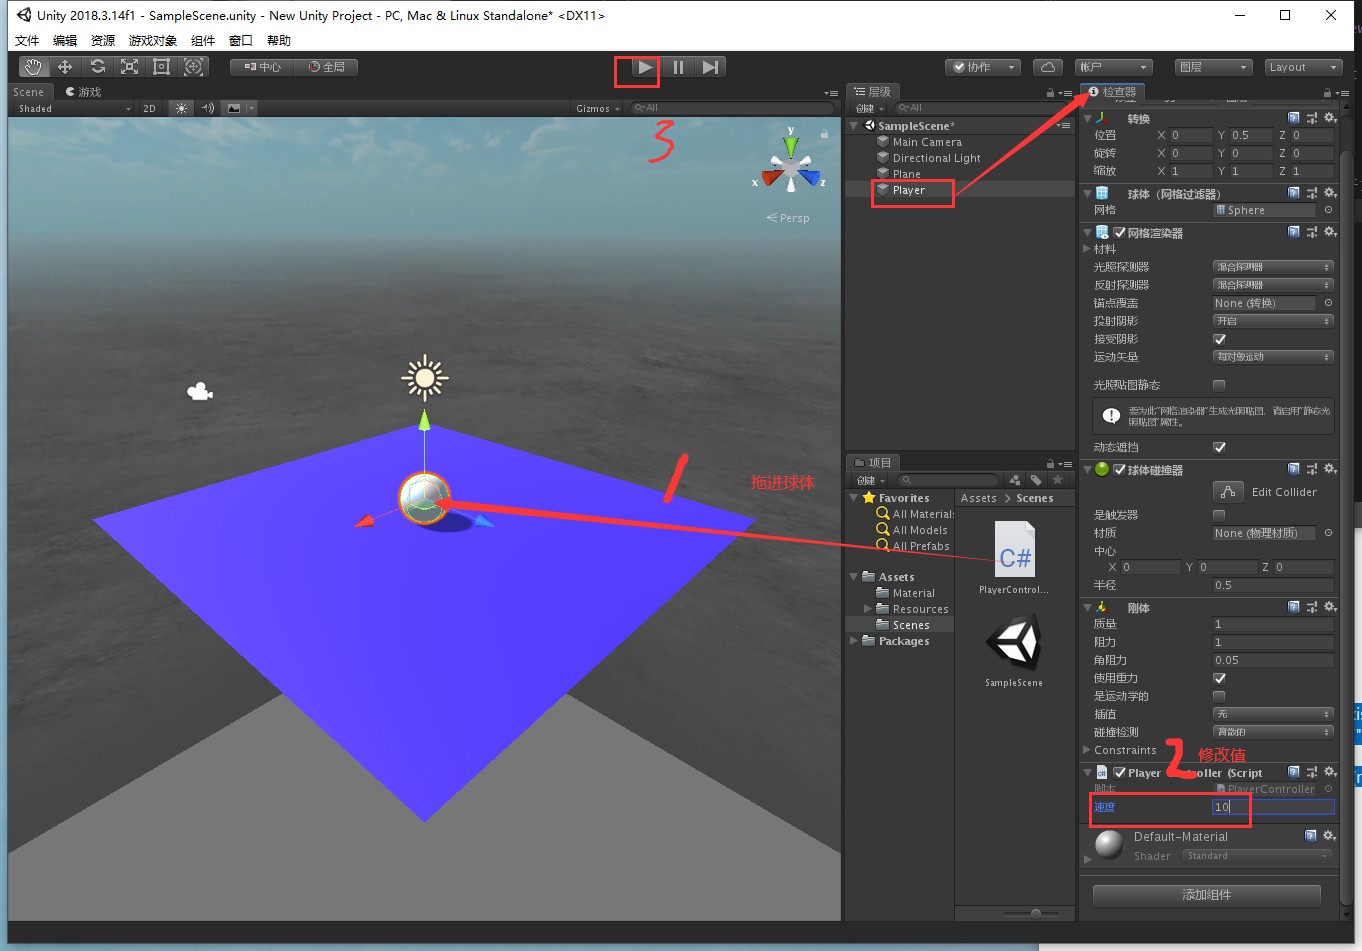 Unity 2018.3.14f1 - SampleScene.unity - New Unity Project - PC, Mac & Linux Standalone* <DX11>
文件 编辑 资源 游戏对象 组件 窗口 帮助
中心 全局 协作 帐户 图层 Layout
Scene 游戏
Shaded 2D Gizmos All
3
y
x
z
Persp
1
拖进球体
层级
创建 All
SampleScene*
Main Camera
Directional Light
Plane
Player
项目
创建
Favorites
All Materials
All Models
All Prefabs
Assets
Material
Resources
Scenes
Packages
Assets > Scenes
C#
PlayerControl...
SampleScene
检查器
转换
位置 X 0 Y 0.5 Z 0
旋转 X 0 Y 0 Z 0
缩放 X 1 Y 1 Z 1
球体 (网格过滤器)
网格 Sphere
网格渲染器
材料
光照探测器 混合探测器
反射探测器 混合探测器
锚点覆盖 None (转换)
投射阴影 开启
接受阴影
运动矢量 每对象运动
光照贴图静态
要为此"网格渲染器"生成光照贴图，请启用"静态光照贴图"属性。
动态遮挡
球体碰撞器
Edit Collider
是触发器
材质 None (物理材质)
中心
X 0 Y 0 Z 0
半径 0.5
刚体
质量 1
阻力 1
角阻力 0.05
使用重力
是运动学的
插值 无
碰撞检测 离散的
Constraints
2 修改值
Player Controller (Script
脚本 PlayerController
速度 10
Default-Material
Shader Standard
添加组件